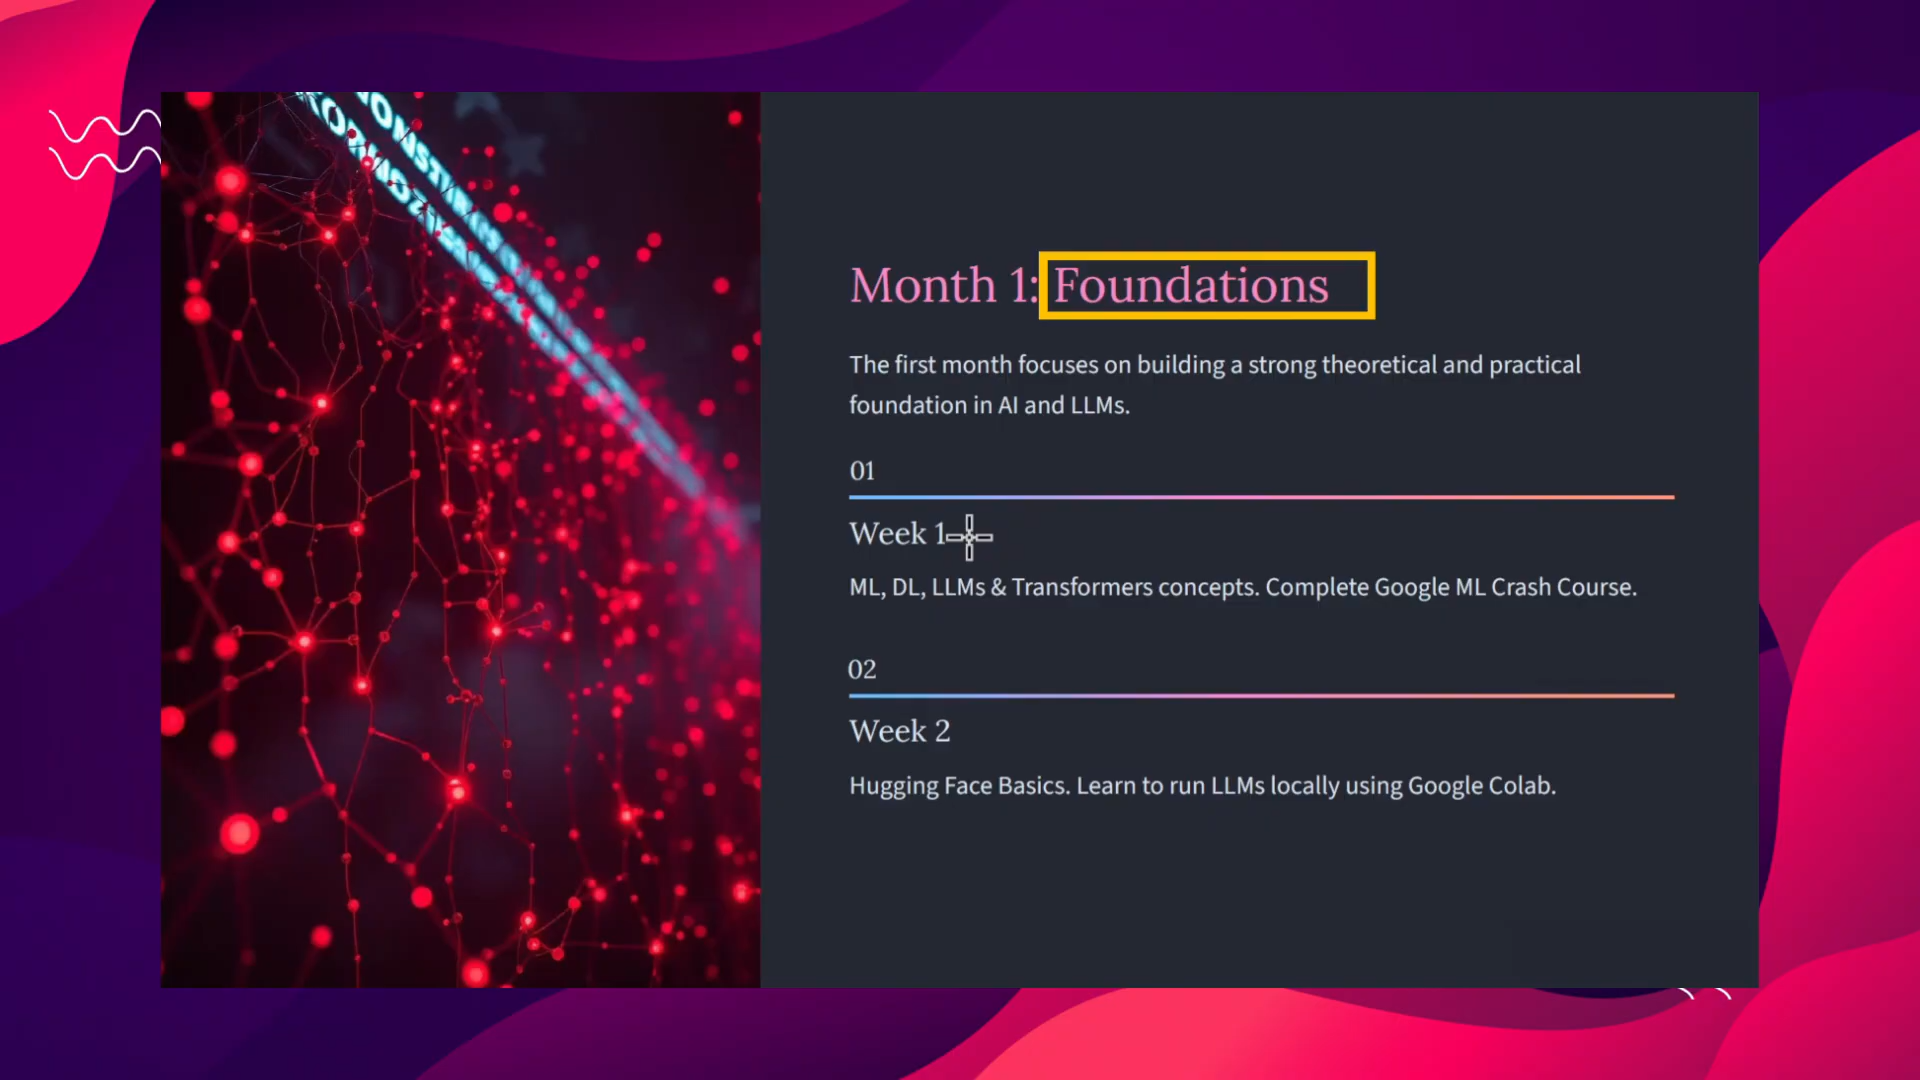 Month 1: Foundations
The first month focuses on building a strong theoretical and practical
foundation in AI and LLMs.
01
Week 1
ML, DL, LLMs & Transformers concepts. Complete Google ML Crash Course.
02
Week 2
Hugging Face Basics. Learn to run LLMs locally using Google Colab.